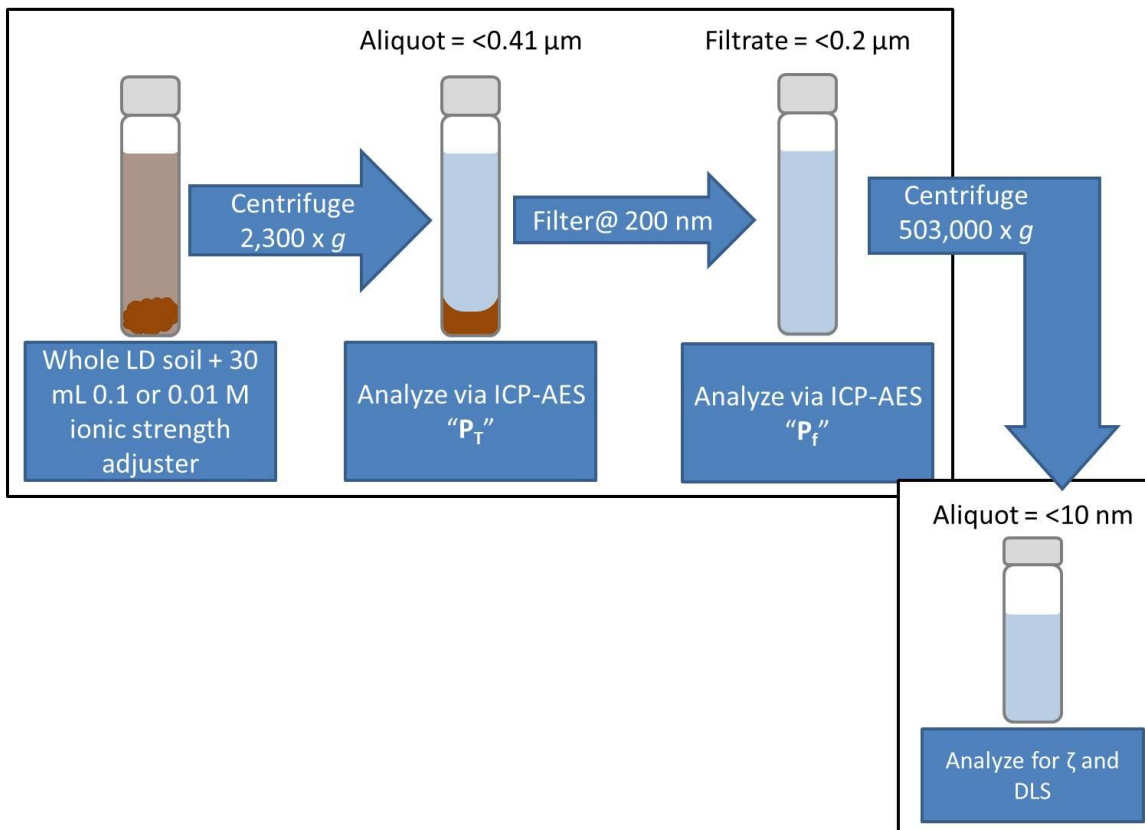 Aliquot = <0.41 µm
Filtrate = <0.2 µm
Centrifuge
2,300 x g
Filter@ 200 nm
Centrifuge
503,000 x g
Whole LD soil + 30
mL 0.1 or 0.01 M
ionic strength
adjuster
Analyze via ICP-AES
“PT”
Analyze via ICP-AES
“Pf”
Aliquot = <10 nm
Analyze for ζ and
DLS